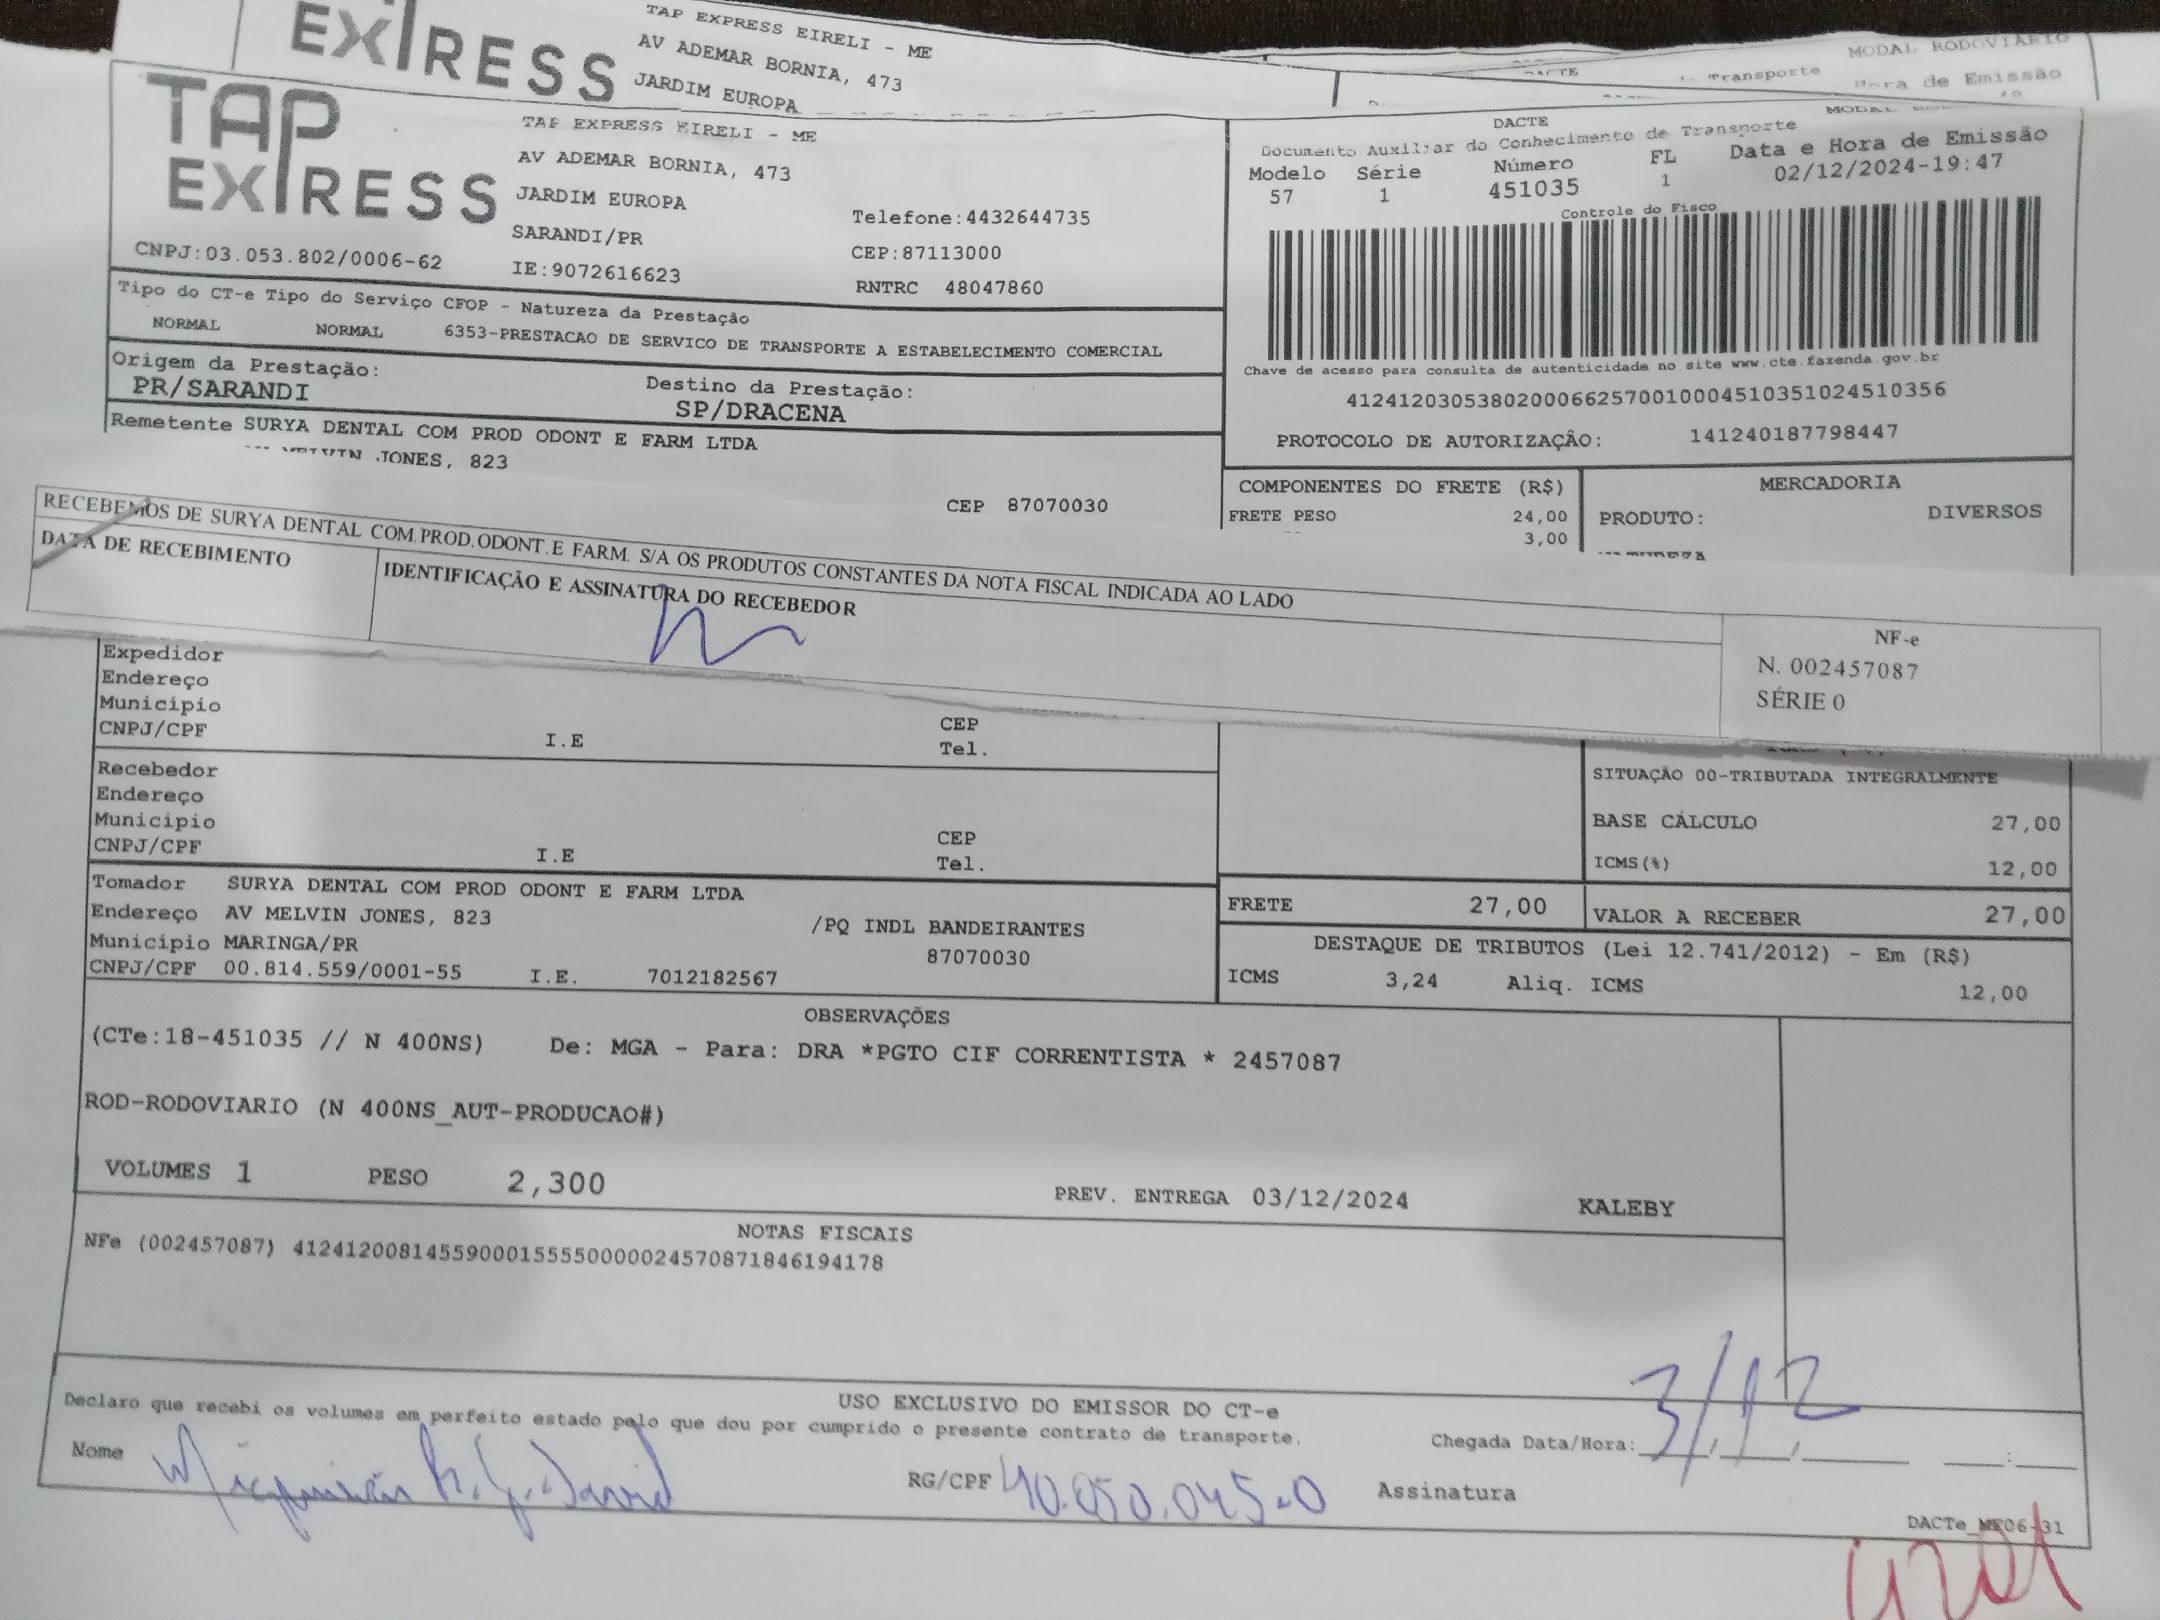 EXPRESS
TAP EXPRESS EIRELI - ME
AV ADEMAR BORNIA, 473
JARDIM EUROPA
MODAL RODOVIARIO
DACTE
Transporte
Hora de Emissão
TAP
EXPRESS
TAP EXPRESS EIRELI - ME
AV ADEMAR BORNIA, 473
JARDIM EUROPA
SARANDI/PR
IE:9072616623
CNPJ:03.053.802/0006-62
Telefone:4432644735
CEP:87113000
RNTRC 48047860
DACTE
MODAL
Documento Auxiliar do Conhecimento de Transporte
Modelo Série Número FL Data e Hora de Emissão
57 1 451035 1 02/12/2024-19:47
Controle do Fisco
Chave de acesso para consulta de autenticidade no site www.cte.fazenda.gov.br
41241203053802000662570010004510351024510356
PROTOCOLO DE AUTORIZAÇÃO: 141240187798447
Tipo do CT-e Tipo do Serviço CFOP - Natureza da Prestação
NORMAL NORMAL 6353-PRESTACAO DE SERVICO DE TRANSPORTE A ESTABELECIMENTO COMERCIAL
Origem da Prestação: Destino da Prestação:
PR/SARANDI SP/DRACENA
Remetente SURYA DENTAL COM PROD ODONT E FARM LTDA
MELVIN JONES, 823
CEP 87070030
COMPONENTES DO FRETE (R$)
FRETE PESO 24,00
3,00
MERCADORIA
PRODUTO: DIVERSOS
RECEBEMOS DE SURYA DENTAL COM.PROD.ODONT.E FARM. S/A OS PRODUTOS CONSTANTES DA NOTA FISCAL INDICADA AO LADO
DATA DE RECEBIMENTO
IDENTIFICAÇÃO E ASSINATURA DO RECEBEDOR
NF-e
N. 002457087
SÉRIE 0
Expedidor
Endereço
Município CEP
CNPJ/CPF I.E Tel.
Recebedor
Endereço
Município CEP
CNPJ/CPF I.E Tel.
SITUAÇÃO 00-TRIBUTADA INTEGRALMENTE
BASE CÁLCULO 27,00
ICMS(%) 12,00
Tomador SURYA DENTAL COM PROD ODONT E FARM LTDA
Endereço AV MELVIN JONES, 823 /PQ INDL BANDEIRANTES
Município MARINGA/PR 87070030
CNPJ/CPF 00.814.559/0001-55 I.E. 7012182567
FRETE 27,00 VALOR A RECEBER 27,00
DESTAQUE DE TRIBUTOS (Lei 12.741/2012) - Em (R$)
ICMS 3,24 Aliq. ICMS 12,00
OBSERVAÇÕES
(CTe:18-451035 // N 400NS) De: MGA - Para: DRA *PGTO CIF CORRENTISTA * 2457087
ROD-RODOVIARIO (N 400NS_AUT-PRODUCAO#)
VOLUMES 1 PESO 2,300 PREV. ENTREGA 03/12/2024 KALEBY
NOTAS FISCAIS
NFe (002457087) 41241200814559000155550000024570871846194178
USO EXCLUSIVO DO EMISSOR DO CT-e
Declaro que recebi os volumes em perfeito estado pelo que dou por cumprido o presente contrato de transporte.
Chegada Data/Hora: 3/12
Nome
RG/CPF 40.050.045-0 Assinatura
DACTe_MF06-31